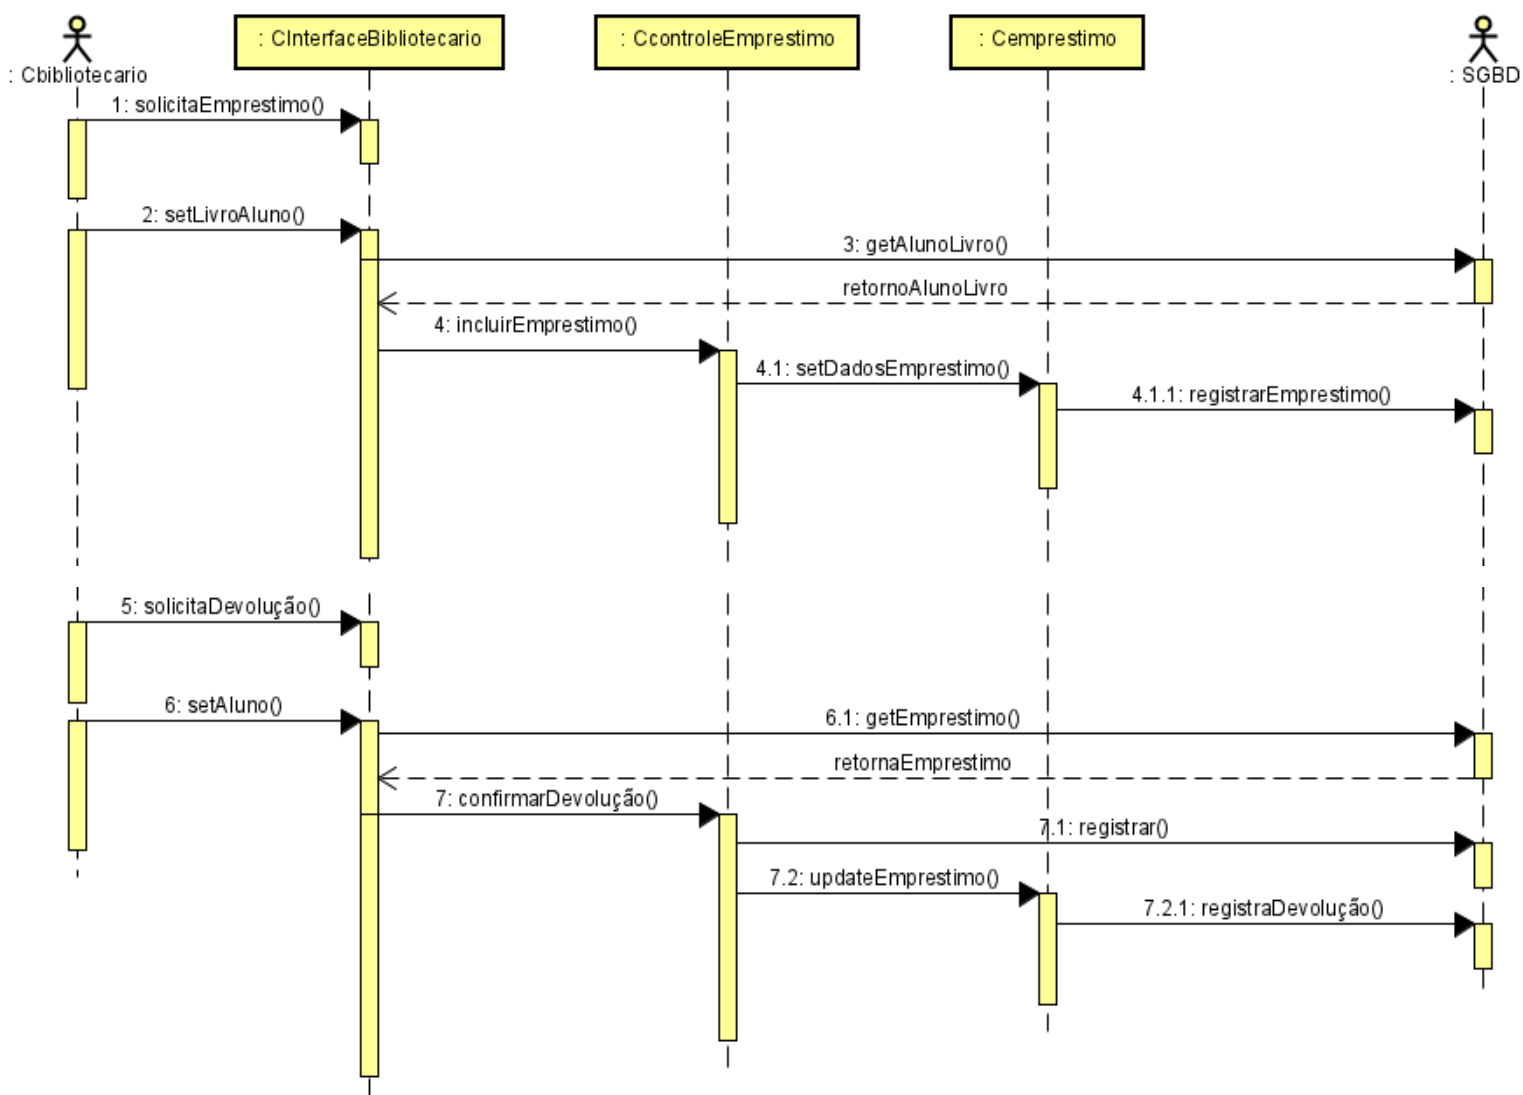 : Cbibliotecario
: CInterfaceBibliotecario
: CcontroleEmprestimo
: Cemprestimo
: SGBD
1: solicitaEmprestimo()
2: setLivroAluno()
3: getAlunoLivro()
retornoAlunoLivro
4: incluirEmprestimo()
4.1: setDadosEmprestimo()
4.1.1: registrarEmprestimo()
5: solicitaDevolução()
6: setAluno()
6.1: getEmprestimo()
retornaEmprestimo
7: confirmarDevolução()
7.1: registrar()
7.2: updateEmprestimo()
7.2.1: registraDevolução()